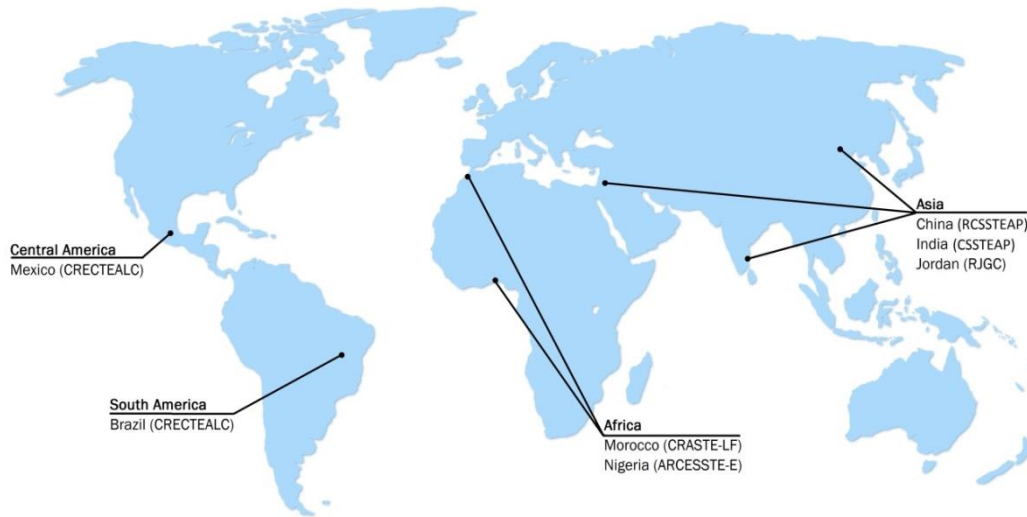 Central America
Mexico (CRECTEALC)
South America
Brazil (CRECTEALC)
Africa
Morocco (CRASTE-LF)
Nigeria (ARCESSTE-E)
Asia
China (RCSSTEAP)
India (CSSTEAP)
Jordan (RJGC)